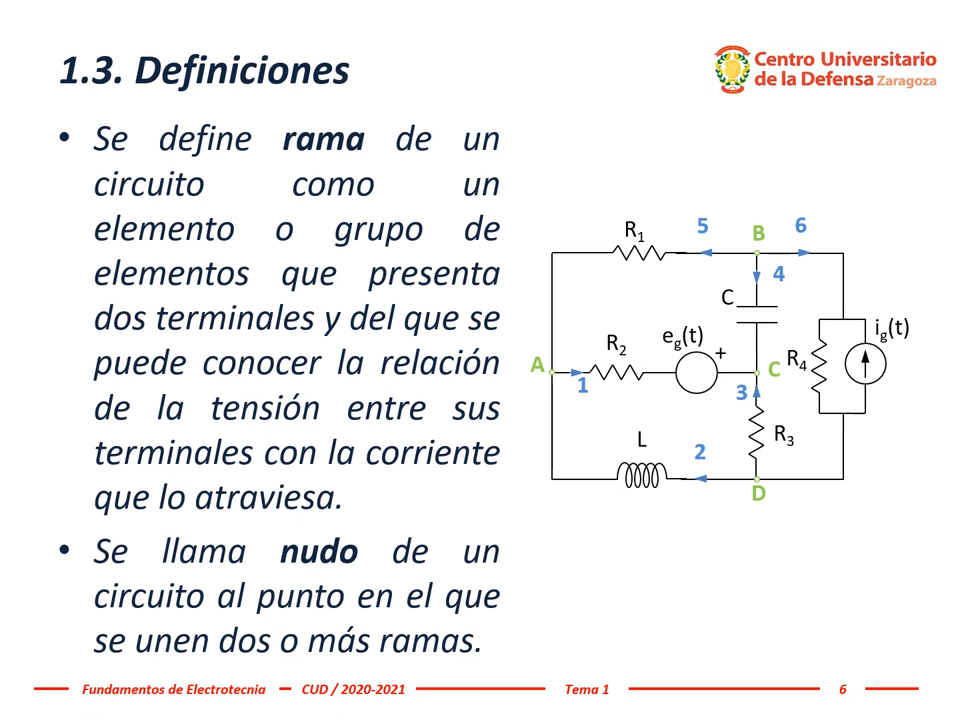 1.3. Definiciones
Centro Universitario
de la Defensa Zaragoza
• Se define rama de un
circuito como un
elemento o grupo de
elementos que presenta
dos terminales y del que se
puede conocer la relación
de la tensión entre sus
terminales con la corriente
que lo atraviesa.
• Se llama nudo de un
circuito al punto en el que
se unen dos o más ramas.
R1 5 B 6
4
C
R2 eg(t) + R4 ig(t)
A C
1 3
L 2 R3
D
Fundamentos de Electrotecnia CUD / 2020-2021 Tema 1 6